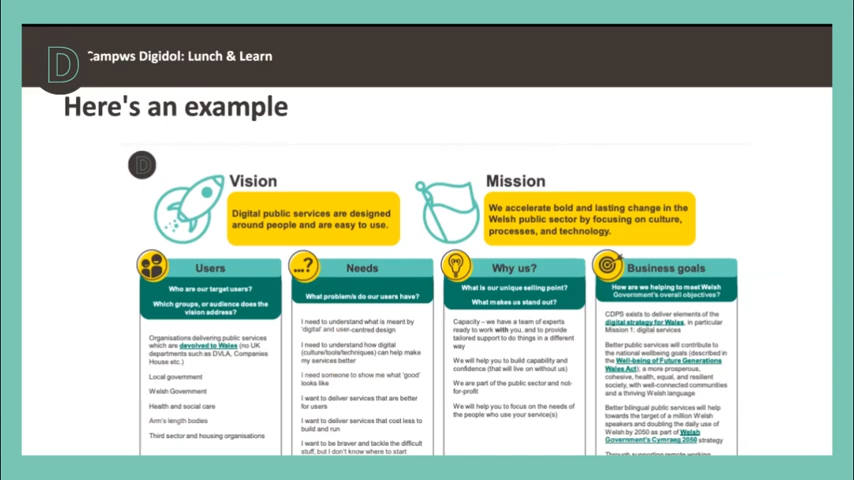 D
Campws Digidol: Lunch & Learn
Here's an example
D
Vision
Digital public services are designed
around people and are easy to use.
Mission
We accelerate bold and lasting change in the
Welsh public sector by focusing on culture,
processes, and technology.
Users
Who are our target users?
Which groups, or audience does the
vision address?
Organisations delivering public services
which are devolved to Wales (no UK
departments such as DVLA, Companies
House etc.)
Local government
Welsh Government
Health and social care
Arm's length bodies
Third sector and housing organisations
...?
Needs
What problem/s do our users have?
I need to understand what is meant by
'digital' and user-centred design
I need to understand how digital
(culture/tools/techniques) can help make
my services better
I need someone to show me what 'good'
looks like
I want to deliver services that are better
for users
I want to deliver services that cost less to
build and run
I want to be braver and tackle the difficult
stuff, but I don't know where to start
Why us?
What is our unique selling point?
What makes us stand out?
Capacity – we have a team of experts
ready to work with you, and to provide
tailored support to do things in a different
way
We will help you to build capability and
confidence (that will live on without us)
We are part of the public sector and not-
for-profit
We will help you to focus on the needs of
the people who use your service(s)
Business goals
How are we helping to meet Welsh
Government's overall objectives?
CDPS exists to deliver elements of the
digital strategy for Wales, in particular
Mission 1: digital services
Better public services will contribute to
the national wellbeing goals (described in
the Well-being of Future Generations
Wales Act); a more prosperous,
cohesive, health, equal, and resilient
society, with well-connected communities
and a thriving Welsh language
Better bilingual public services will help
towards the target of a million Welsh
speakers and doubling the daily use of
Welsh by 2050 as part of Welsh
Government's Cymraeg 2050 strategy
Through supporting remote working